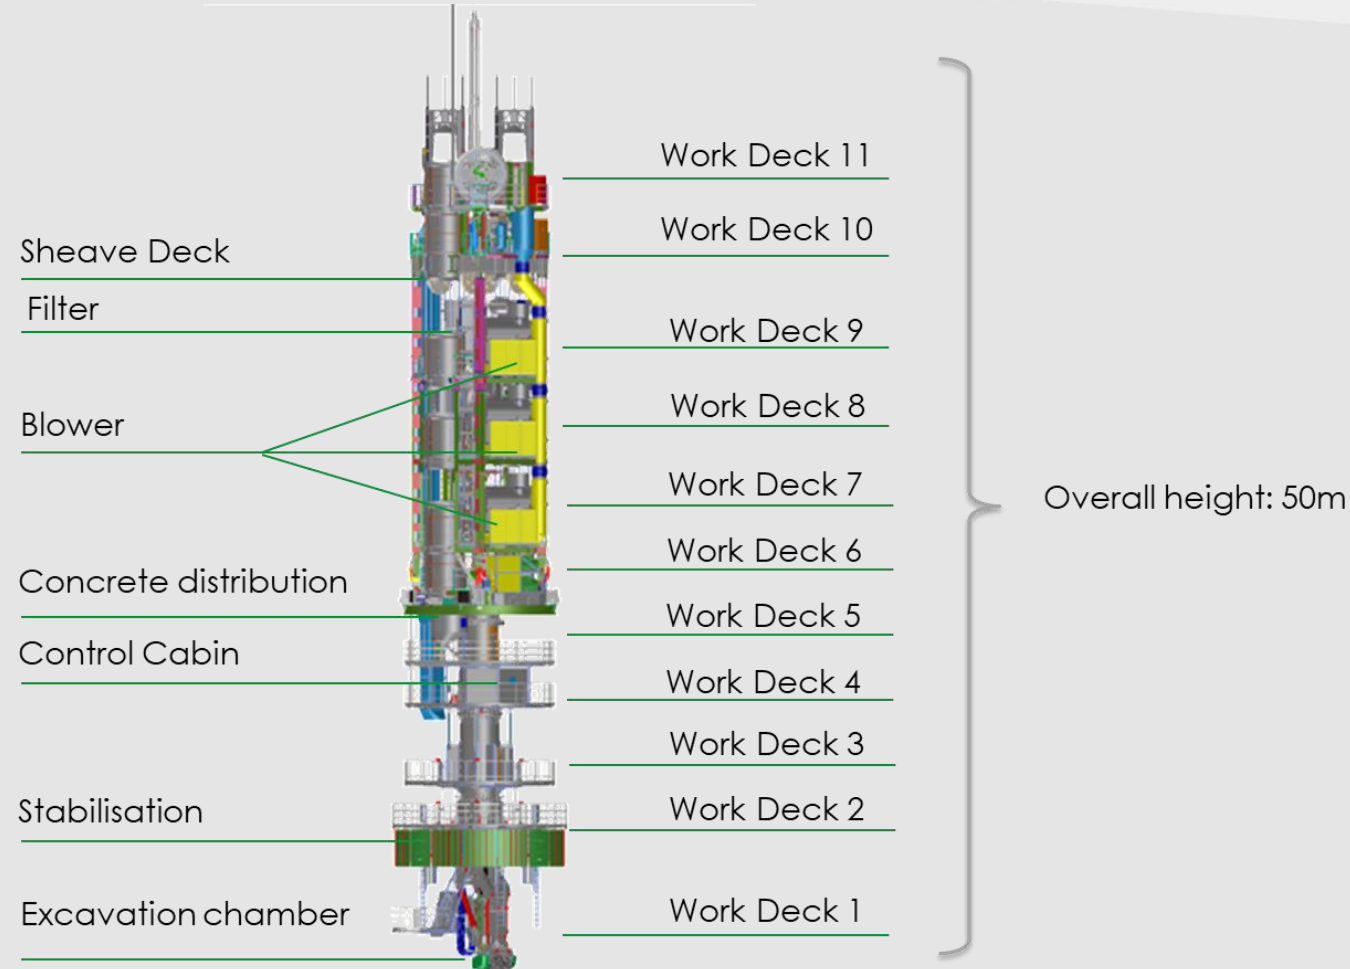 Work Deck 11
Work Deck 10
Sheave Deck
Filter
Work Deck 9
Work Deck 8
Blower
Work Deck 7
Overall height: 50m
Work Deck 6
Concrete distribution
Work Deck 5
Control Cabin
Work Deck 4
Work Deck 3
Stabilisation
Work Deck 2
Excavation chamber
Work Deck 1